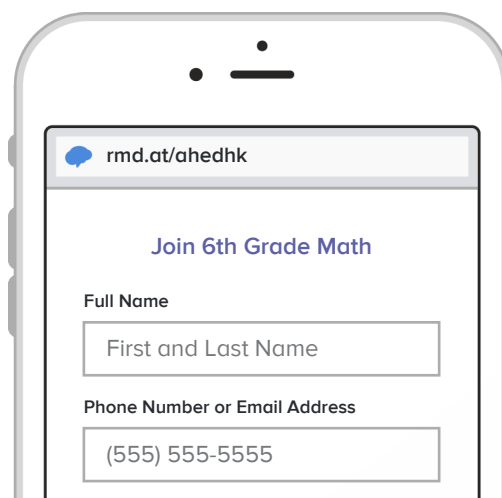 rmd.at/ahedhk
Join 6th Grade Math
Full Name
First and Last Name
Phone Number or Email Address
(555) 555-5555